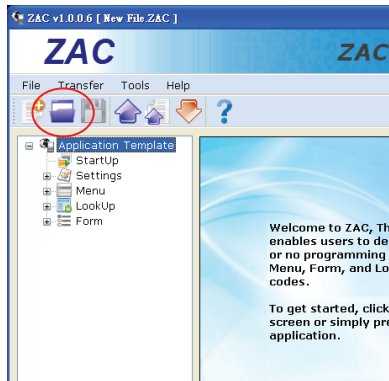 ZAC v1.0.0.6 [ New File.ZAC ]
ZAC
ZAC
File Transfer Tools Help
?
Application Template
StartUp
Settings
Menu
LookUp
Form
Welcome to ZAC, Th
enables users to de
or no programming
Menu, Form, and Lo
codes.
To get started, click
screen or simply pre
application.